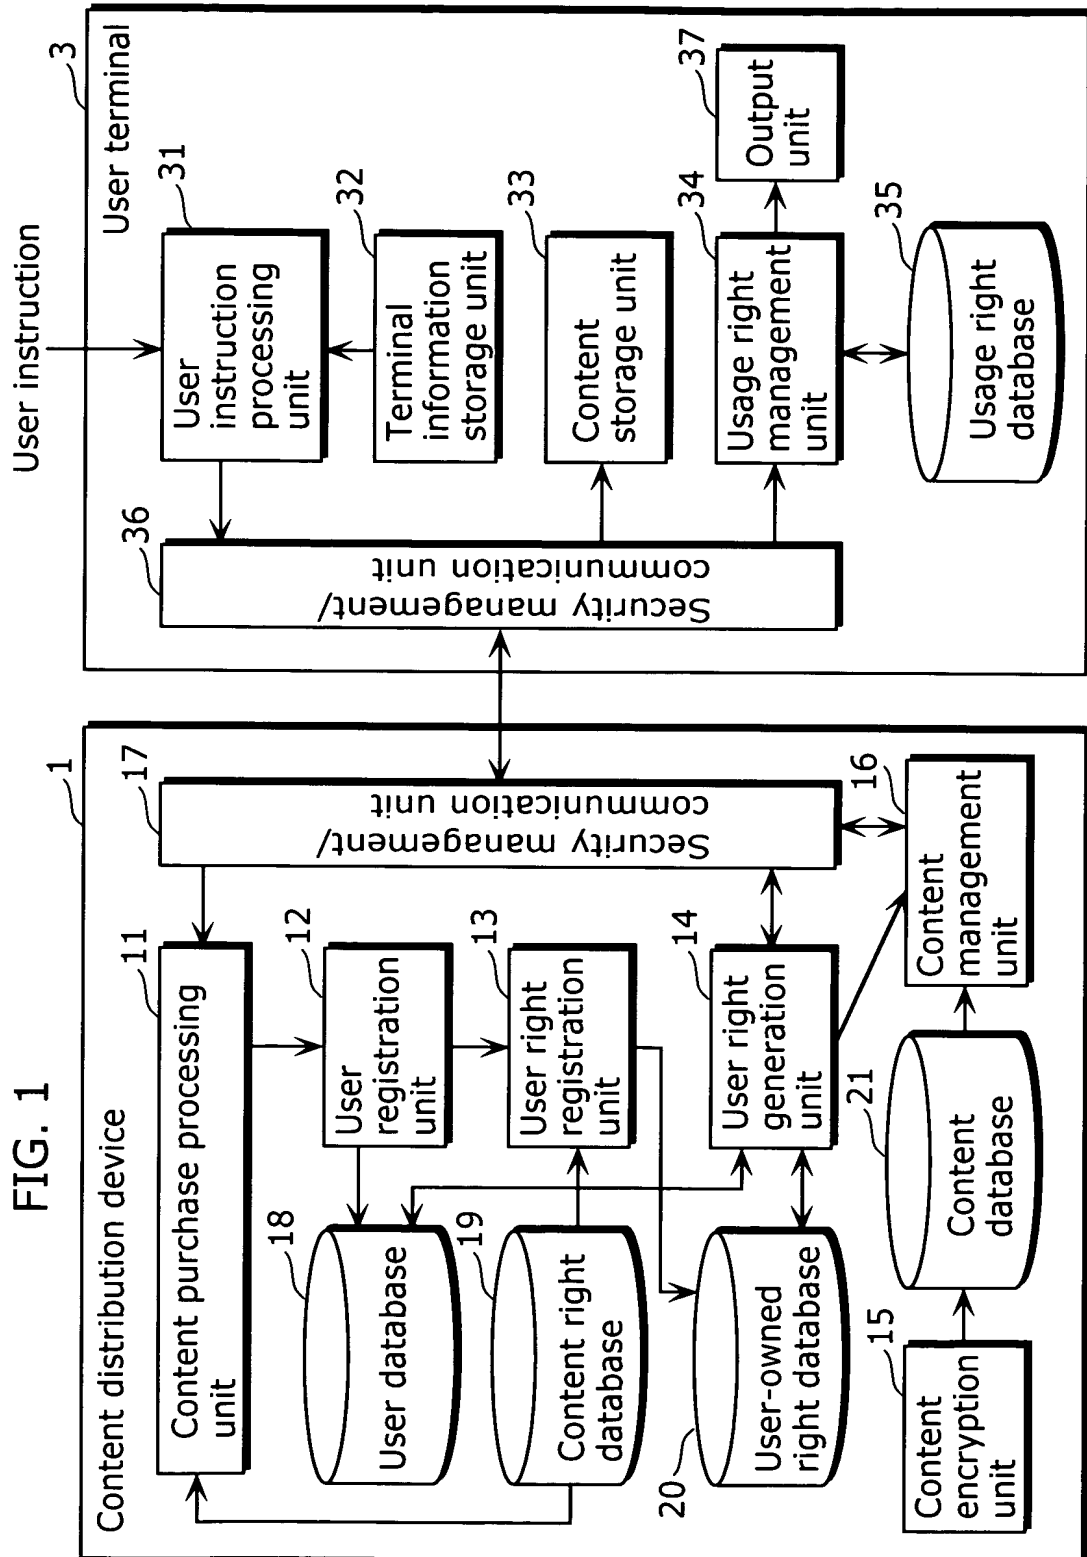 FIG. 1
Content distribution device
1
Content purchase processing
unit
11
User
registration
unit
12
User right
registration
unit
13
User right
generation
unit
14
Security management/
communication unit
17
User database
18
Content right
database
19
User-owned
right database
20
Content
encryption
unit
15
Content
database
21
Content
management
unit
16
User instruction
User terminal
3
Security management/
communication unit
36
User
instruction
processing
unit
31
Terminal
information
storage unit
32
Content
storage unit
33
Usage right
management
unit
34
Output
unit
37
Usage right
database
35